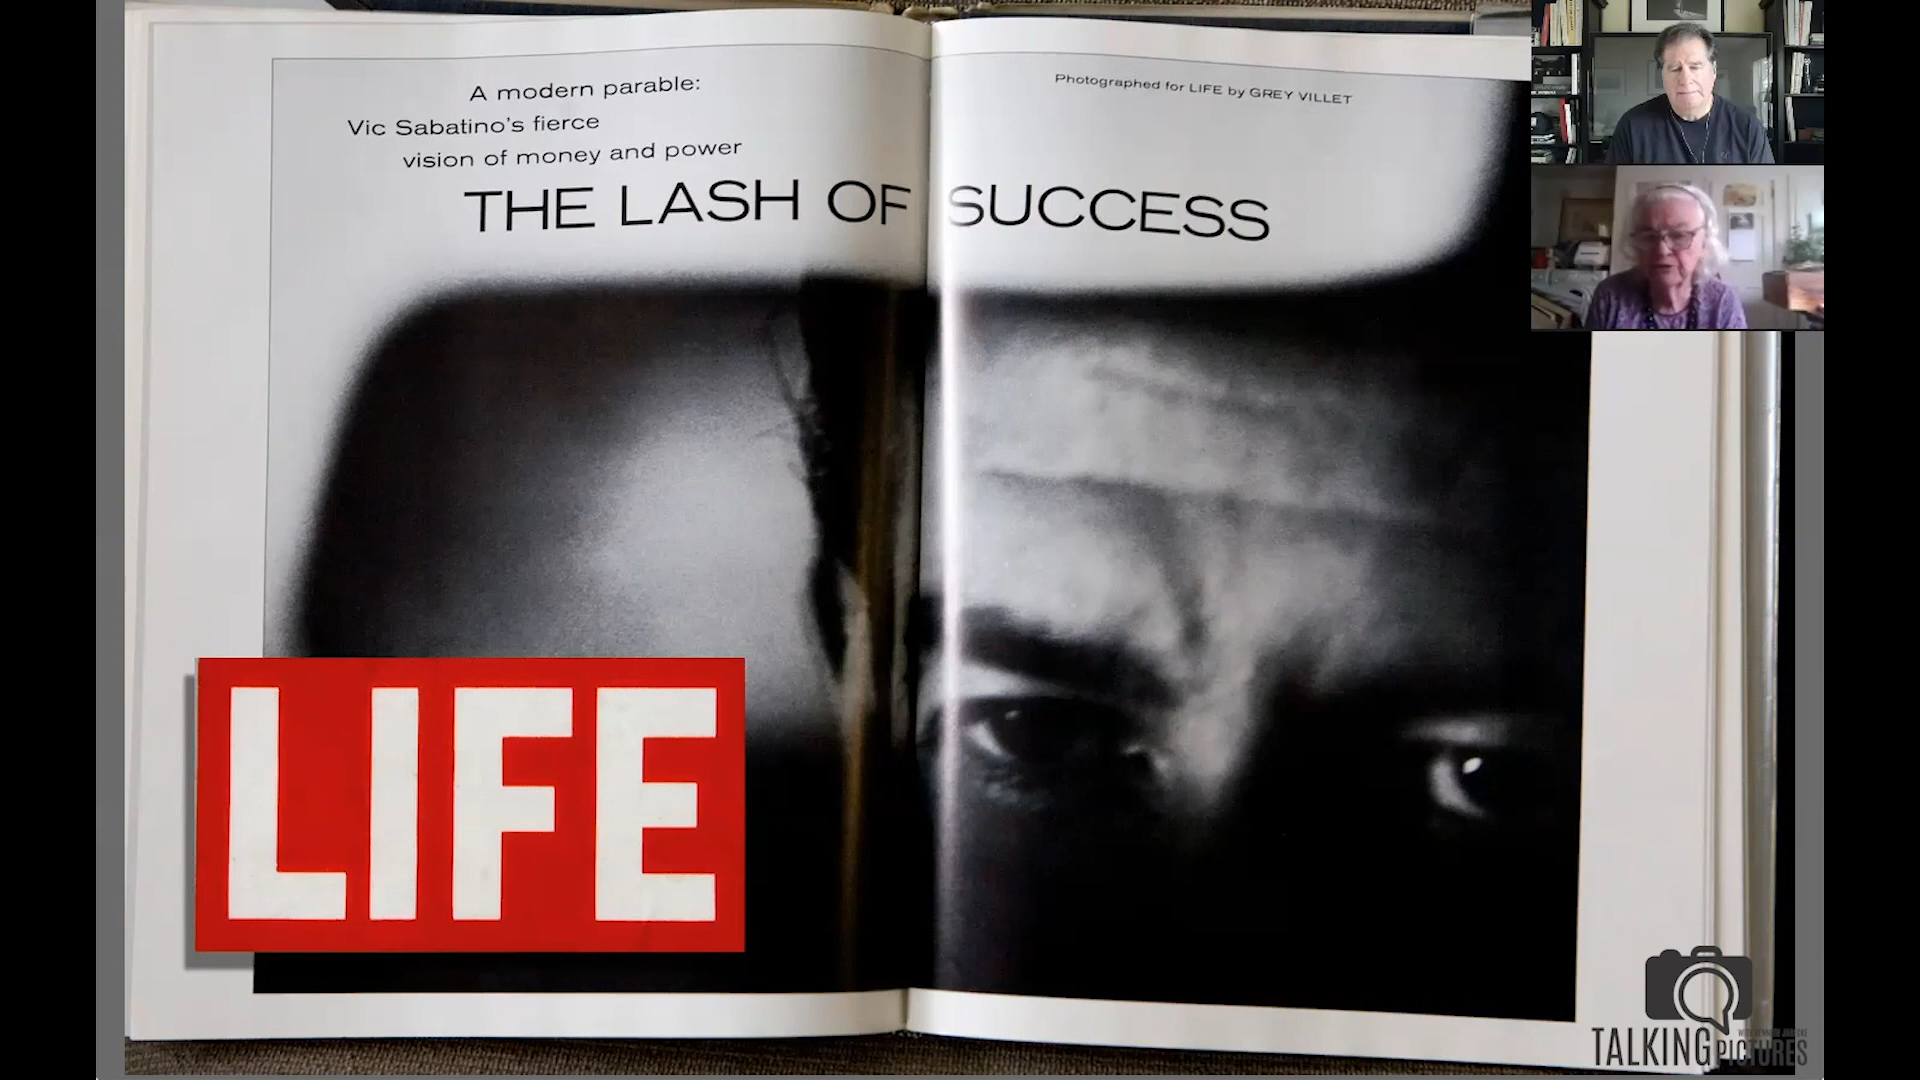 A modern parable:
Vic Sabatino's fierce
vision of money and power
THE LASH OF SUCCESS
Photographed for LIFE by GREY VILLET
LIFE
TALKING PICTURES